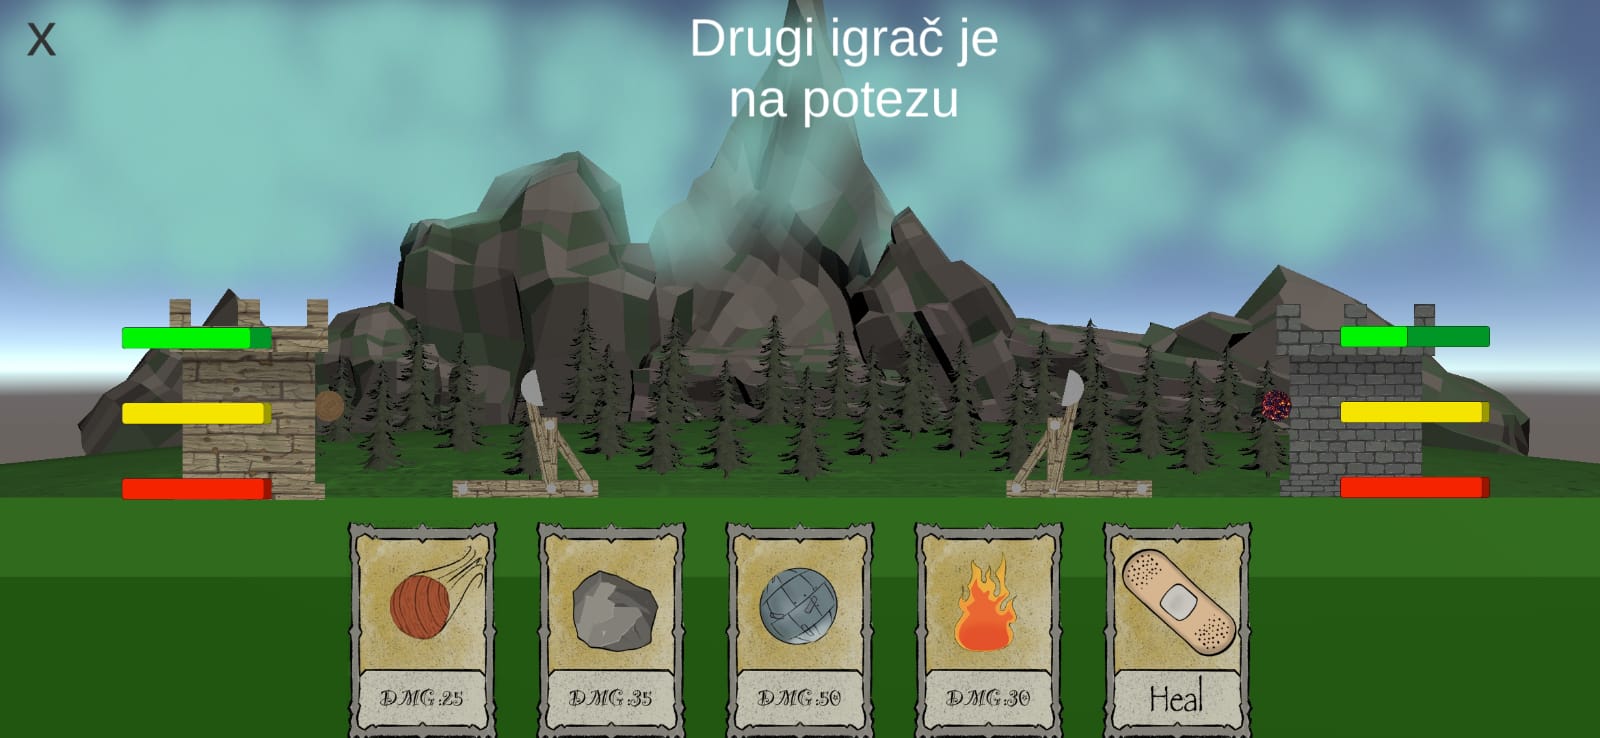 X
Drugi igrač je
na potezu
DMG:25
DMG:35
DMG:50
DMG:30
Heal